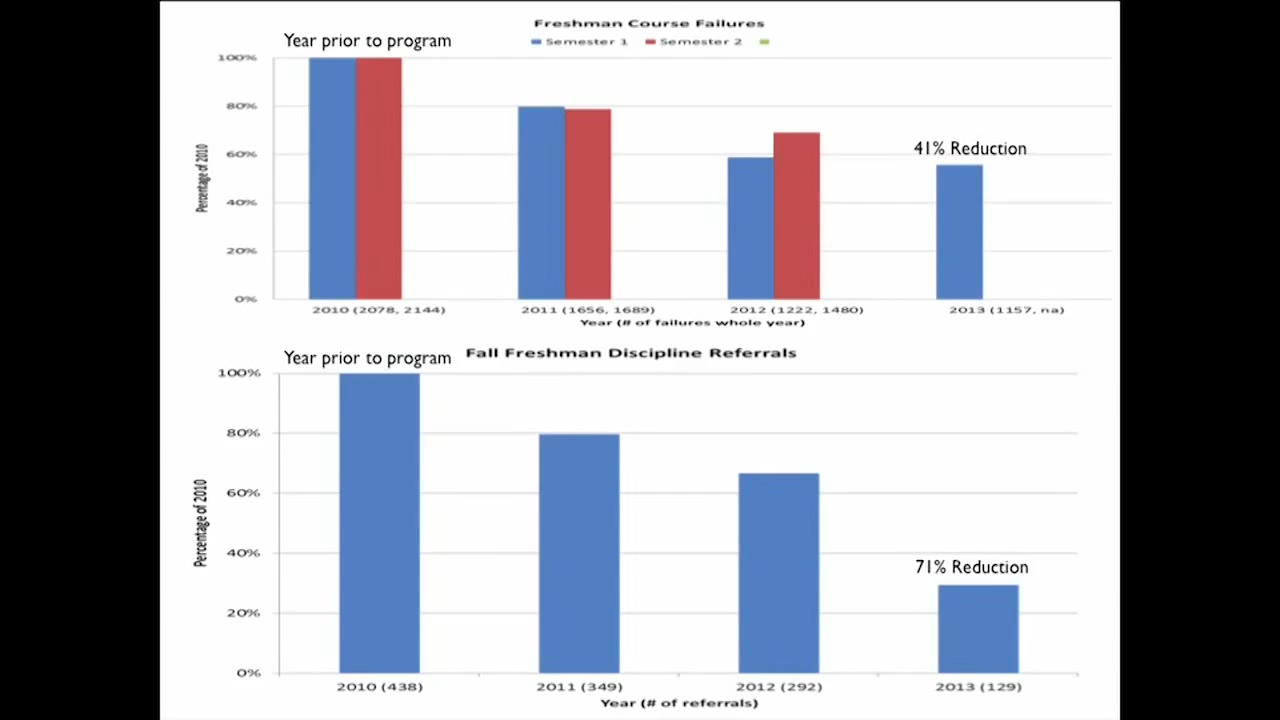 Freshman Course Failures
Year prior to program
Semester 1 Semester 2
100%
80%
60%
40%
20%
0%
Percentage of 2010
41% Reduction
2010 (2078, 2144) 2011 (1656, 1689) 2012 (1222, 1480) 2013 (1157, na)
Year (# of failures whole year)
Year prior to program
Fall Freshman Discipline Referrals
100%
80%
60%
40%
20%
0%
Percentage of 2010
71% Reduction
2010 (438) 2011 (349) 2012 (292) 2013 (129)
Year (# of referrals)